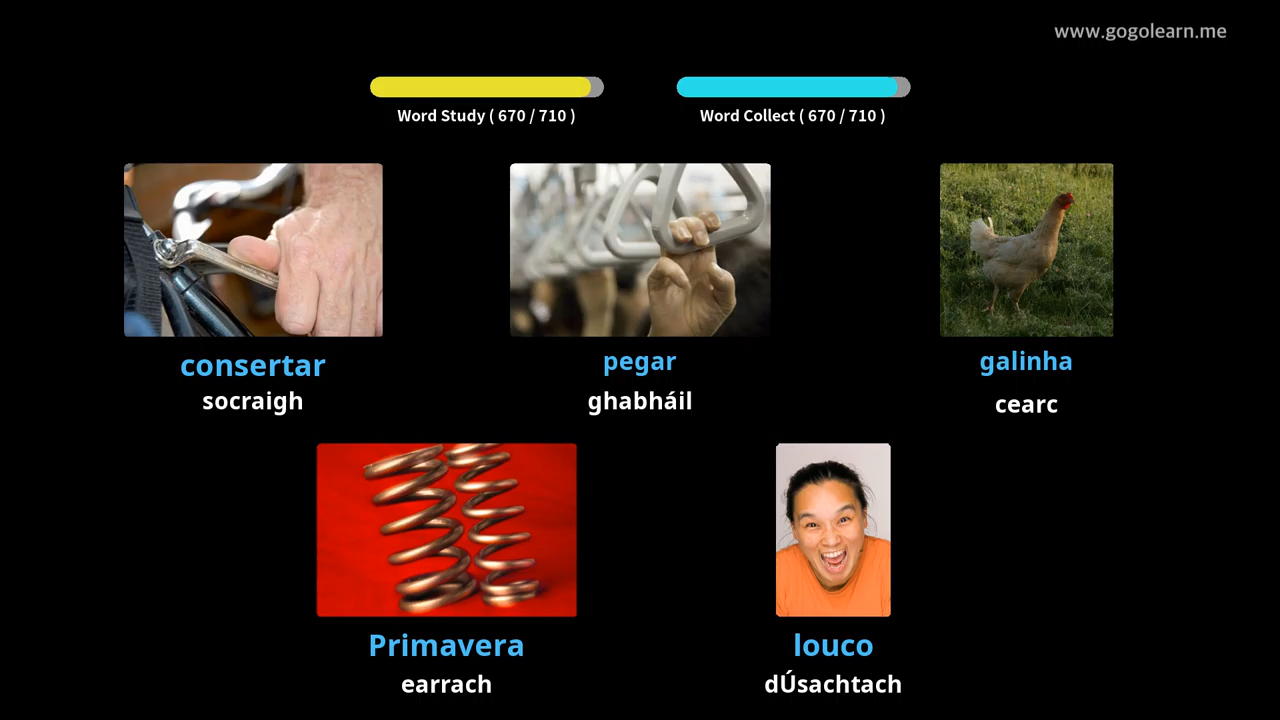 www.gogolearn.me
Word Study ( 670 / 710 )
Word Collect ( 670 / 710 )
consertar
socraigh
pegar
ghabháil
galinha
cearc
Primavera
earrach
louco
dÚsachtach